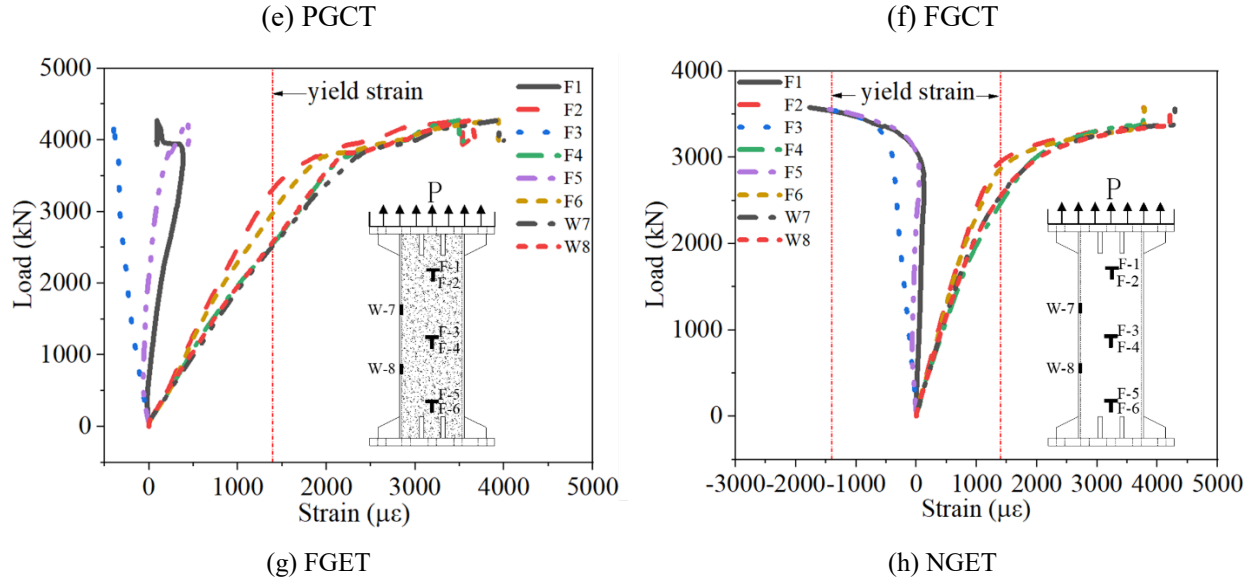 (e) PGCT
(f) FGCT
5000
4000
3000
2000
1000
0
Load (kN)
yield strain
F1
F2
F3
F4
F5
F6
W7
W8
P
F-1
F-2
W-7
F-3
F-4
W-8
F-5
F-6
0 1000 2000 3000 4000 5000
Strain (με)
4000
3000
2000
1000
0
Load (kN)
yield strain
F1
F2
F3
F4
F5
F6
W7
W8
P
F-1
F-2
W-7
F-3
F-4
W-8
F-5
F-6
-3000 -2000 -1000 0 1000 2000 3000 4000 5000
Strain (με)
(g) FGET
(h) NGET